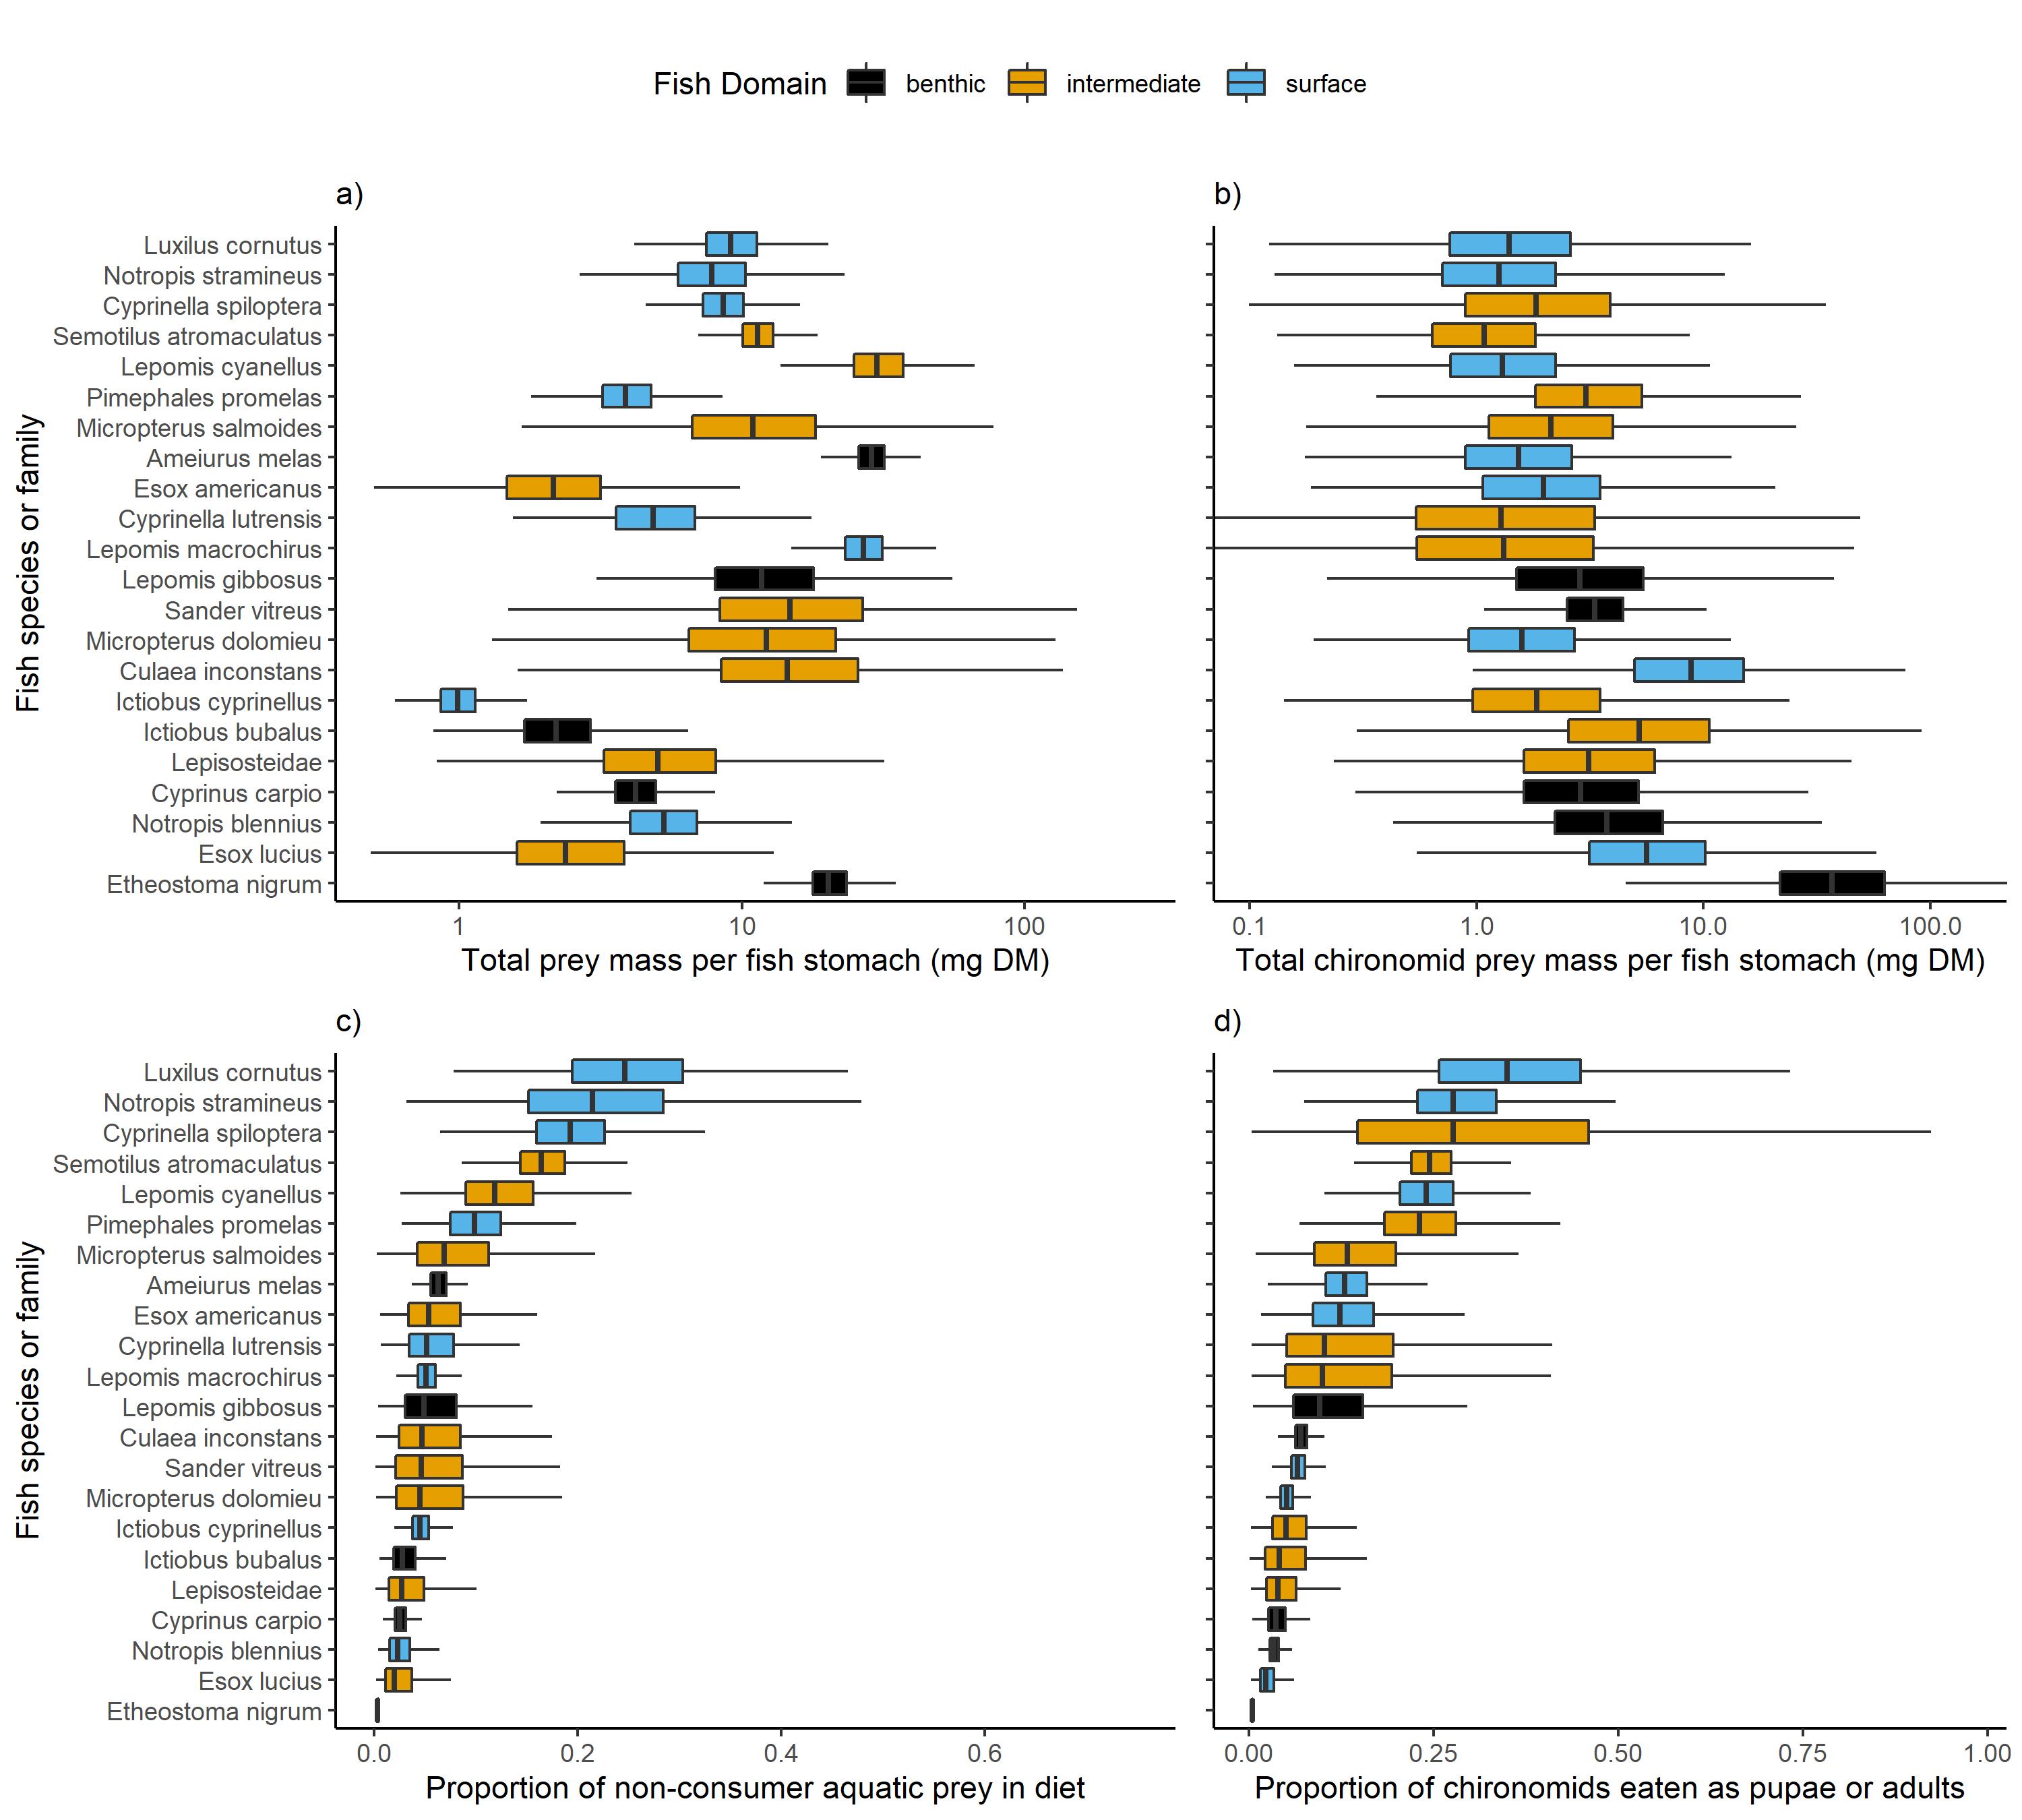 Fish Domain benthic intermediate surface
a)
b)
Fish species or family
Luxilus cornutus
Notropis stramineus
Cyprinella spiloptera
Semotilus atromaculatus
Lepomis cyanellus
Pimephales promelas
Micropterus salmoides
Ameiurus melas
Esox americanus
Cyprinella lutrensis
Lepomis macrochirus
Lepomis gibbosus
Sander vitreus
Micropterus dolomieu
Culaea inconstans
Ictiobus cyprinellus
Ictiobus bubalus
Lepisosteidae
Cyprinus carpio
Notropis blennius
Esox lucius
Etheostoma nigrum
1 10 100
Total prey mass per fish stomach (mg DM)
0.1 1.0 10.0 100.0
Total chironomid prey mass per fish stomach (mg DM)
c)
d)
Fish species or family
Luxilus cornutus
Notropis stramineus
Cyprinella spiloptera
Semotilus atromaculatus
Lepomis cyanellus
Pimephales promelas
Micropterus salmoides
Ameiurus melas
Esox americanus
Cyprinella lutrensis
Lepomis macrochirus
Lepomis gibbosus
Culaea inconstans
Sander vitreus
Micropterus dolomieu
Ictiobus cyprinellus
Ictiobus bubalus
Lepisosteidae
Cyprinus carpio
Notropis blennius
Esox lucius
Etheostoma nigrum
0.0 0.2 0.4 0.6
Proportion of non-consumer aquatic prey in diet
0.00 0.25 0.50 0.75 1.00
Proportion of chironomids eaten as pupae or adults